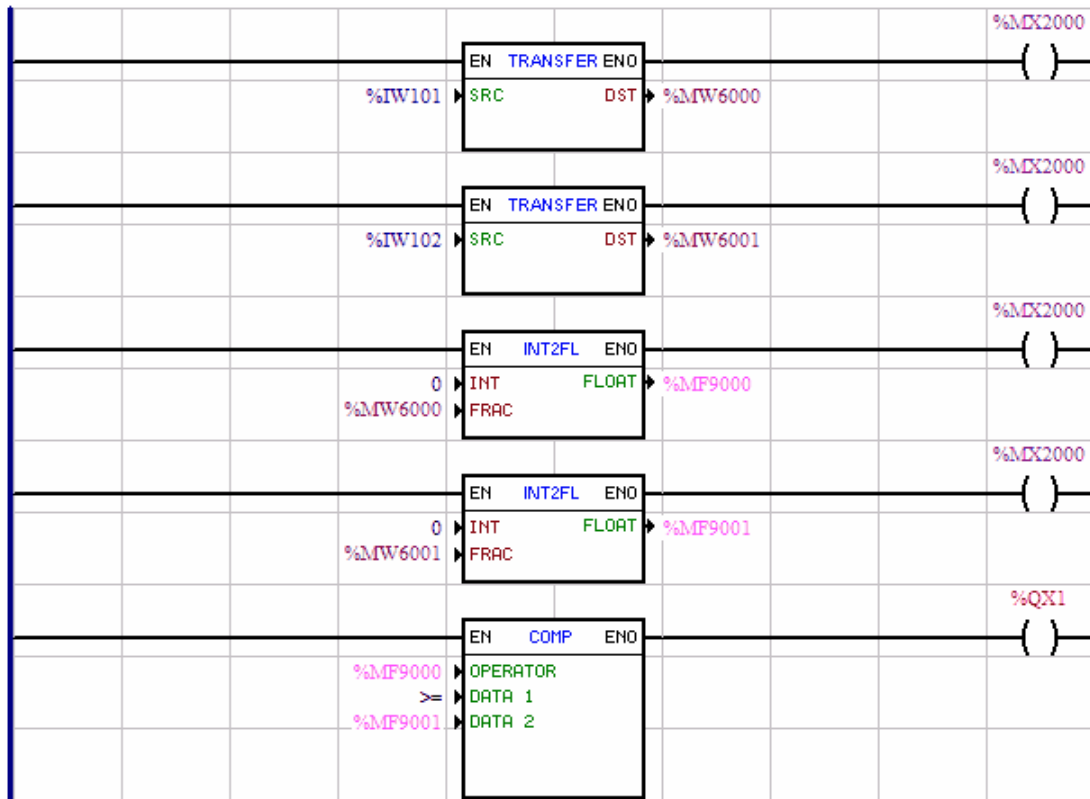 %MX2000
EN TRANSFER ENO
%IW101 SRC DST %MW6000
%MX2000
EN TRANSFER ENO
%IW102 SRC DST %MW6001
%MX2000
EN INT2FL ENO
0 INT FLOAT %MF9000
%MW6000 FRAC
%MX2000
EN INT2FL ENO
0 INT FLOAT %MF9001
%MW6001 FRAC
%QX1
EN COMP ENO
%MF9000 OPERATOR
>= DATA 1
%MF9001 DATA 2